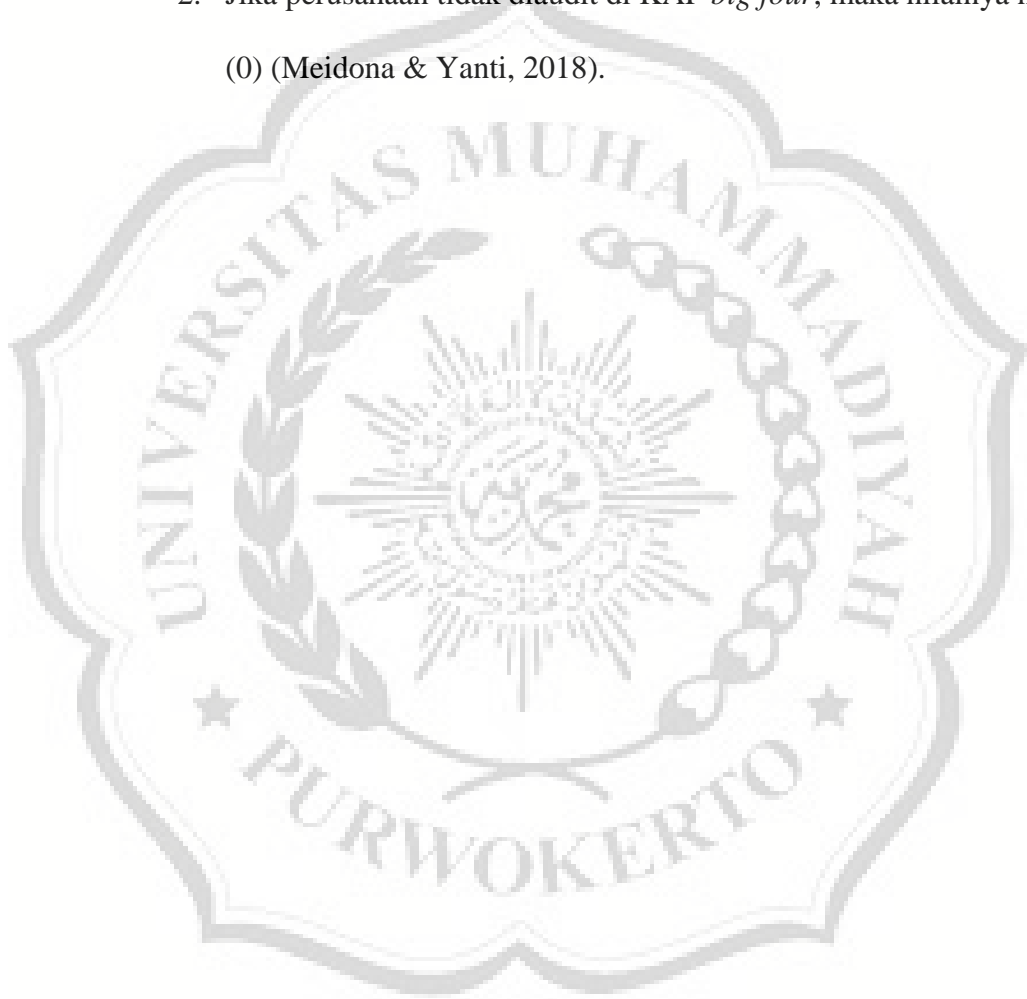 2. Jika perusahaan tidak diaudit di KAP big four, maka nilainya
(0) (Meidona & Yanti, 2018).
UNIVERSITAS MUHAMMADIYAH
PURWOKERTO